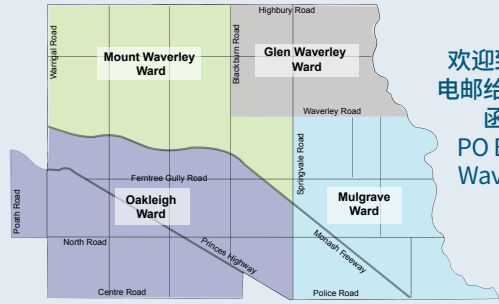 Highbury Road
Warrigal Road
Mount Waverley
Ward
Blackburn Road
Glen Waverley
Ward
Waverley Road
Springvale Road
Ferntree Gully Road
Poath Road
Oakleigh
Ward
Mulgrave
Ward
North Road
Princes Highway
Monash Freeway
Centre Road
Police Road
欢迎
电邮给
函
PO
Wav